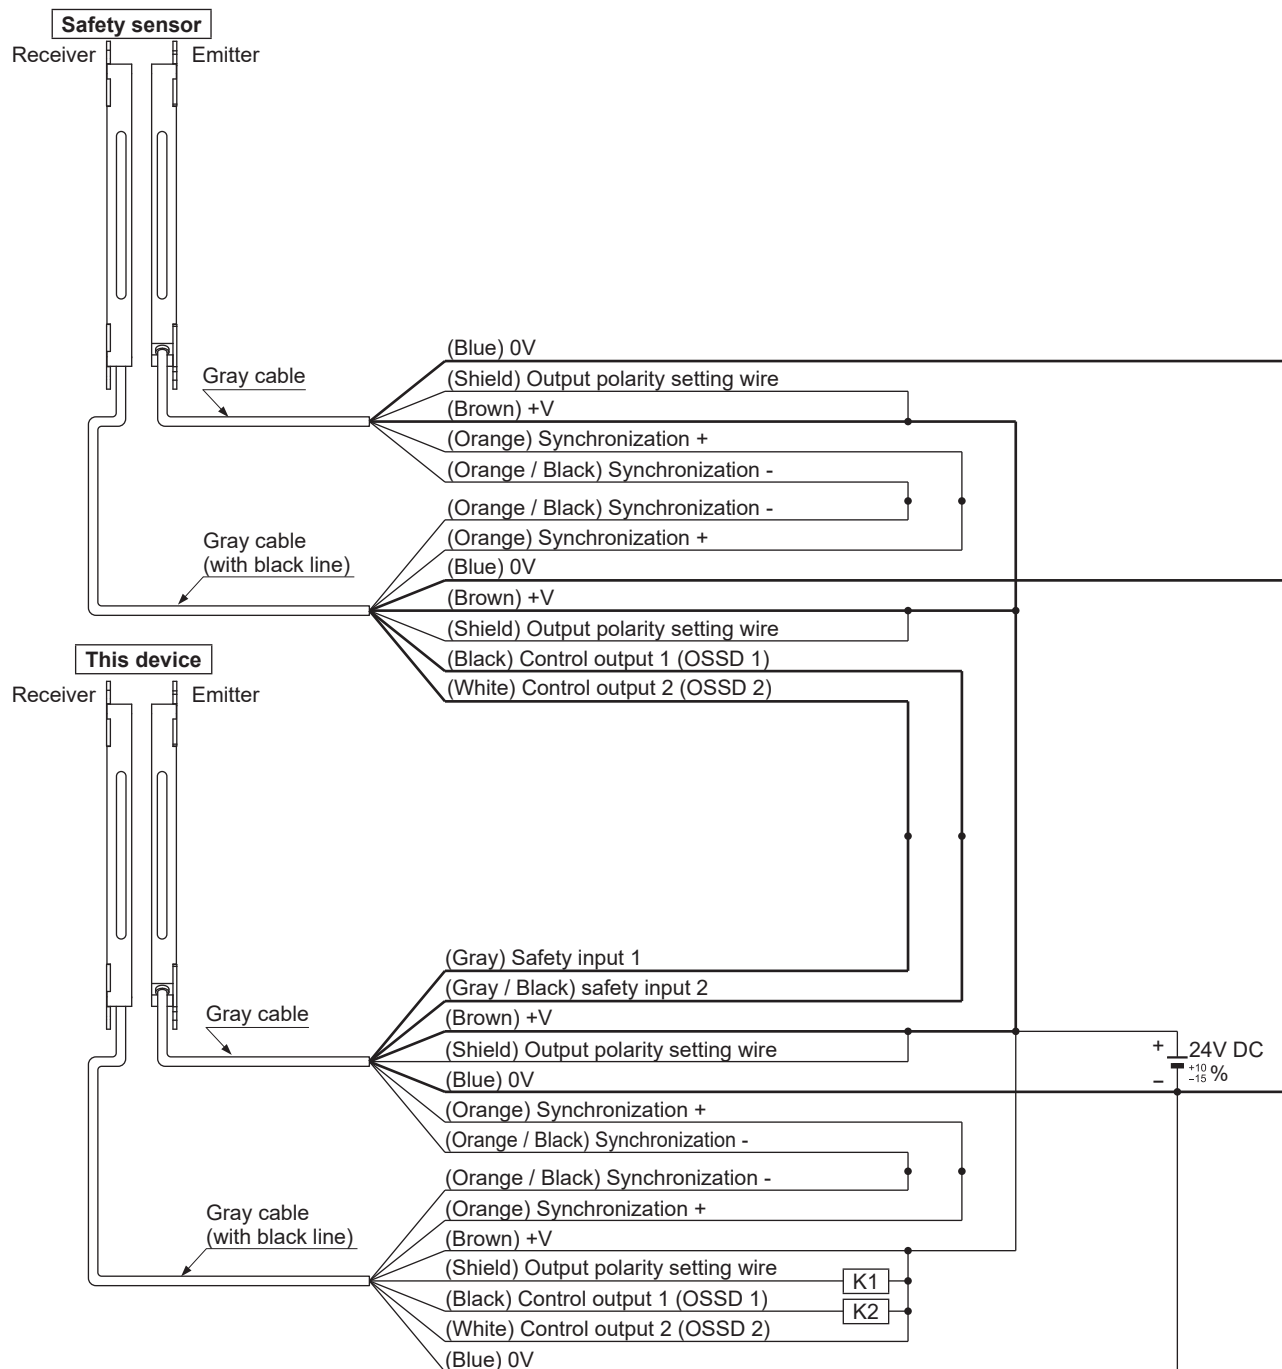 Safety sensor
Receiver
Emitter
(Blue) 0V
Gray cable
(Shield) Output polarity setting wire
(Brown) +V
(Orange) Synchronization +
(Orange / Black) Synchronization -
(Orange / Black) Synchronization -
Gray cable
(with black line)
(Orange) Synchronization +
(Blue) 0V
(Brown) +V
(Shield) Output polarity setting wire
This device
(Black) Control output 1 (OSSD 1)
(White) Control output 2 (OSSD 2)
Receiver
Emitter
(Gray) Safety input 1
(Gray / Black) safety input 2
Gray cable
(Brown) +V
(Shield) Output polarity setting wire
+ 24V DC
+10
–15 %
–
(Blue) 0V
(Orange) Synchronization +
(Orange / Black) Synchronization -
(Orange / Black) Synchronization -
Gray cable
(with black line)
(Orange) Synchronization +
(Brown) +V
(Shield) Output polarity setting wire
K1
(Black) Control output 1 (OSSD 1)
K2
(White) Control output 2 (OSSD 2)
(Blue) 0V